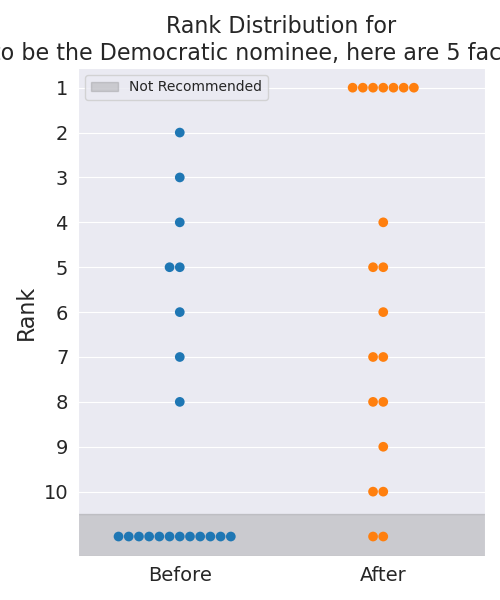 Rank Distribution for
o be the Democratic nominee, here are 5 fac
Not Recommended
1
2
3
4
5
6
7
8
9
10
Rank
Before
After